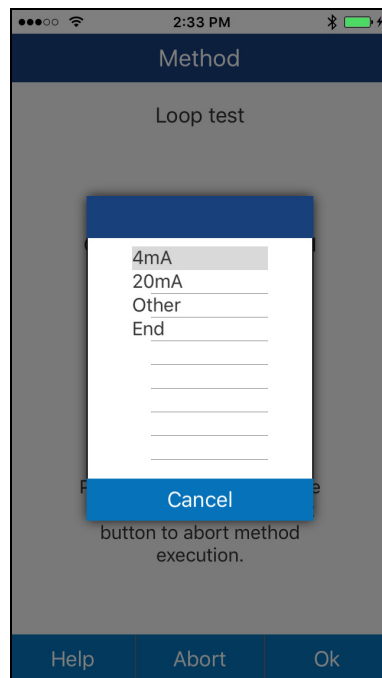 2:33 PM
Method
Loop test
4mA
20mA
Other
End
Cancel
button to abort method
execution.
Help Abort Ok